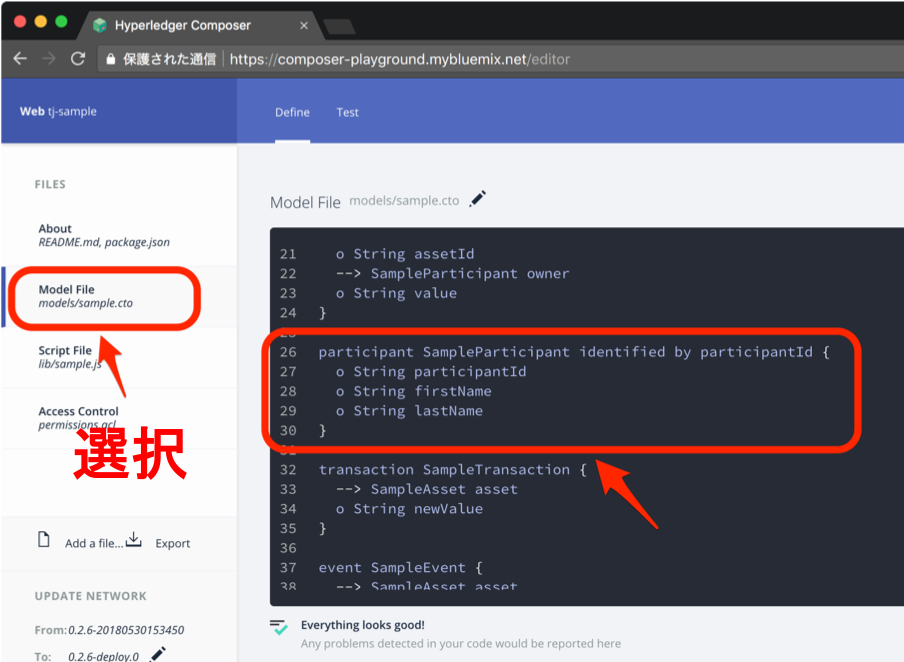 Hyperledger Composer
保護された通信 https://composer-playground.mybluemix.net/editor
Web tj-sample
Define Test
FILES
About
README.md, package.json
Model File
models/sample.cto
Script File
lib/sample.js
Access Control
permissions.acl
選択
Add a file... Export
UPDATE NETWORK
From: 0.2.6-20180530153450
To: 0.2.6-deploy.0
Model File models/sample.cto
21 o String assetId
22 --> SampleParticipant owner
23 o String value
24 }
25
26 participant SampleParticipant identified by participantId {
27 o String participantId
28 o String firstName
29 o String lastName
30 }
31
32 transaction SampleTransaction {
33 --> SampleAsset asset
34 o String newValue
35 }
36
37 event SampleEvent {
38 --> SampleAsset asset
Everything looks good!
Any problems detected in your code would be reported here